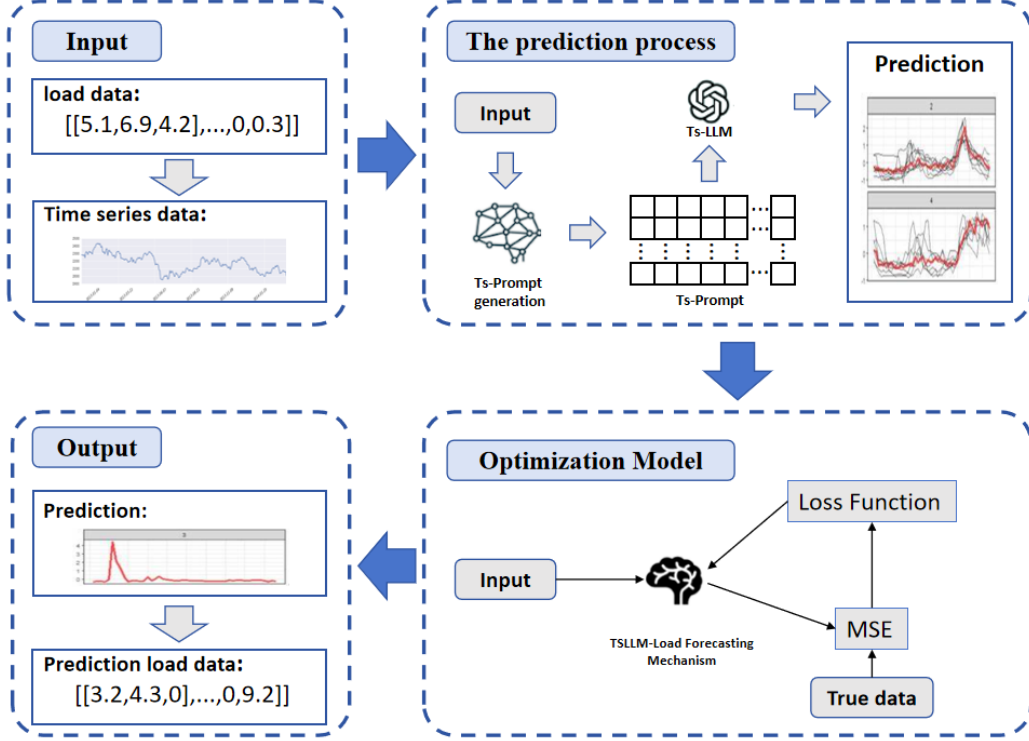 Input
load data:
[[5.1,6.9,4.2],...,0,0.3]]
Time series data:
The prediction process
Input
Ts-Prompt
generation
Ts-LLM
Ts-Prompt
Prediction
2
4
Optimization Model
Loss Function
Input
TSLLM-Load Forecasting
Mechanism
MSE
True data
Output
Prediction:
Prediction load data:
[[3.2,4.3,0],...,0,9.2]]